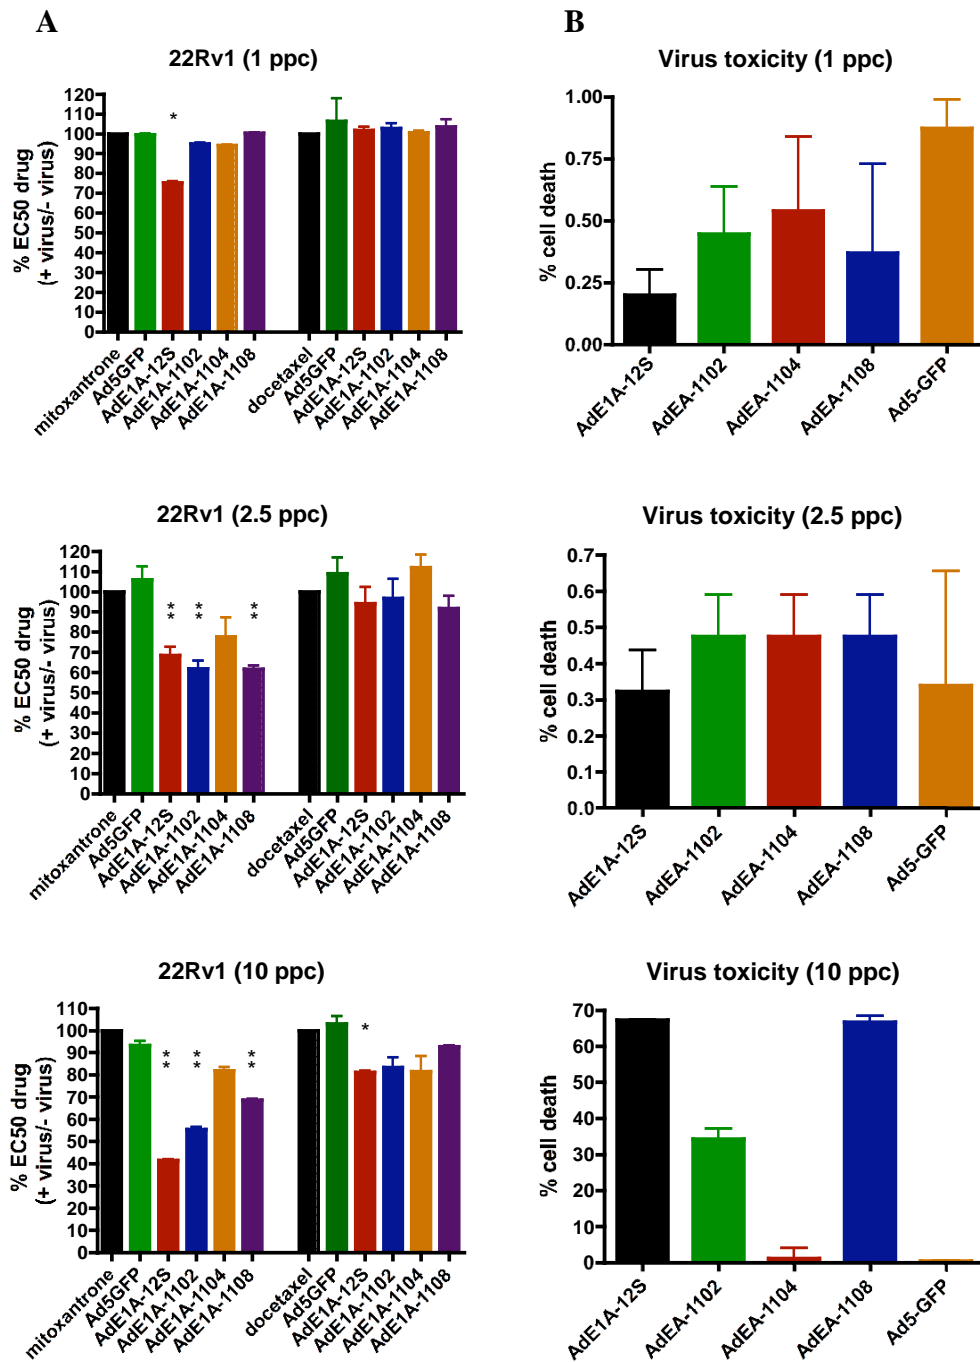 A
B
22Rv1 (1 ppc)
% EC50 drug
(+ virus/- virus)
120
110
100
90
80
70
60
50
40
30
20
10
0
*
mitoxantrone
Ad5GFP
AdE1A-12S
AdE1A-1102
AdE1A-1104
AdE1A-1108
docetaxel
Ad5GFP
AdE1A-12S
AdE1A-1102
AdE1A-1104
AdE1A-1108
Virus toxicity (1 ppc)
% cell death
1.00
0.75
0.50
0.25
0.00
AdE1A-12S
AdEA-1102
AdEA-1104
AdEA-1108
Ad5-GFP
22Rv1 (2.5 ppc)
% EC50 drug
(+ virus/- virus)
120
110
100
90
80
70
60
50
40
30
20
10
0
**
**
**
mitoxantrone
Ad5GFP
AdE1A-12S
AdE1A-1102
AdE1A-1104
AdE1A-1108
docetaxel
Ad5GFP
AdE1A-12S
AdE1A-1102
AdE1A-1104
AdE1A-1108
Virus toxicity (2.5 ppc)
% cell death
0.7
0.6
0.5
0.4
0.3
0.2
0.1
0.0
AdE1A-12S
AdEA-1102
AdEA-1104
AdEA-1108
Ad5-GFP
22Rv1 (10 ppc)
% EC50 drug
(+ virus/- virus)
110
100
90
80
70
60
50
40
30
20
10
0
**
**
**
*
mitoxantrone
Ad5GFP
AdE1A-12S
AdE1A-1102
AdE1A-1104
AdE1A-1108
docetaxel
Ad5GFP
AdE1A-12S
AdE1A-1102
AdE1A-1104
AdE1A-1108
Virus toxicity (10 ppc)
% cell death
70
60
50
40
30
20
10
0
AdE1A-12S
AdEA-1102
AdEA-1104
AdEA-1108
Ad5-GFP